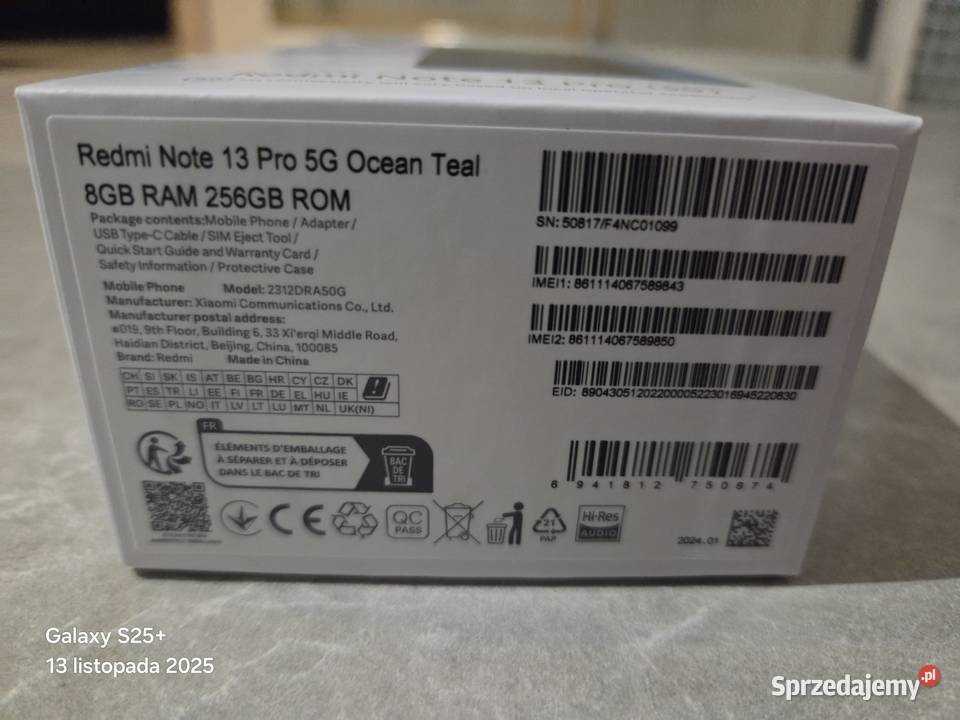 Redmi Note 13 Pro (5G)
Redmi Note 13 Pro 5G Ocean Teal
8GB RAM 256GB ROM
Package contents:Mobile Phone / Adapter /
USB Type-C Cable / SIM Eject Tool /
Quick Start Guide and Warranty Card /
Safety Information / Protective Case
Mobile Phone Model: 2312DRA50G
Manufacturer: Xiaomi Communications Co., Ltd.
Manufacturer postal address:
#019, 9th Floor, Building 6, 33 Xi'erqi Middle Road,
Haidian District, Beijing, China, 100085
Brand: Redmi Made in China
CH SI SK IS AT BE BG HR CY CZ DK
PT ES TR LI EE FI FR DE EL HU IE
RO SE PL NO IT LV LT LU MT NL UK(NI)
FR
ÉLÉMENTS D'EMBALLAGE
À SÉPARER ET À DÉPOSER
DANS LE BAC DE TRI
BAC
DE
TRI
CE
QC
PASS
21
PAP
Hi-Res
AUDIO
SN: 50817/F4NC01099
IMEI1: 861114067589843
IMEI2: 861114067589850
EID: 89043051202200005223016945220630
6 941812 750674
2024.01
Galaxy S25+
13 listopada 2025
Sprzedajemy.pl